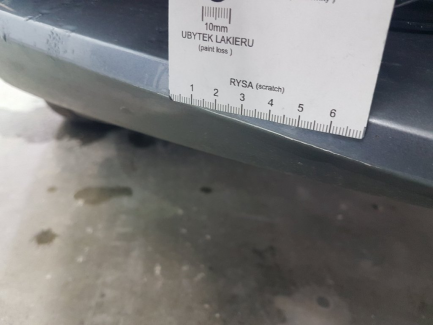 10mm
UBYTEK LAKIERU
(paint loss )
RYSA (scratch)
1 2 3 4 5 6